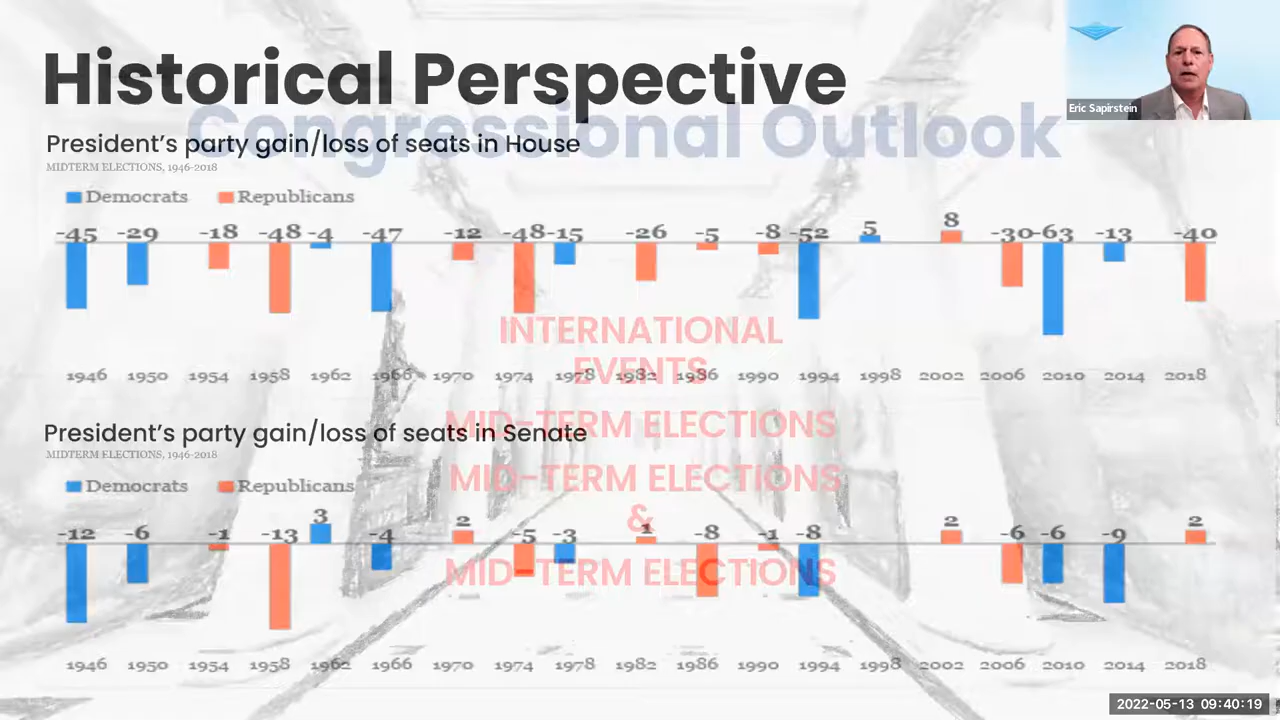 Historical Perspective
Congressional Outlook
Eric Sapirstein
President's party gain/loss of seats in House
MIDTERM ELECTIONS, 1946-2018
Democrats Republicans
-45 -29 -18 -48 -4 -47 -12 -48 -15 -26 -5 -8 -52 5 8 -30 -63 -13 -40
INTERNATIONAL
EVENTS
1946 1950 1954 1958 1962 1966 1970 1974 1978 1982 1986 1990 1994 1998 2002 2006 2010 2014 2018
MID-TERM ELECTIONS
President's party gain/loss of seats in Senate
MIDTERM ELECTIONS, 1946-2018
MID-TERM ELECTIONS
Democrats Republicans
&
-12 -6 -1 -13 3 -4 2 -5 -3 1 -8 -1 -8 2 -6 -6 -9 2
MID-TERM ELECTIONS
1946 1950 1954 1958 1962 1966 1970 1974 1978 1982 1986 1990 1994 1998 2002 2006 2010 2014 2018
2022-05-13 09:40:19